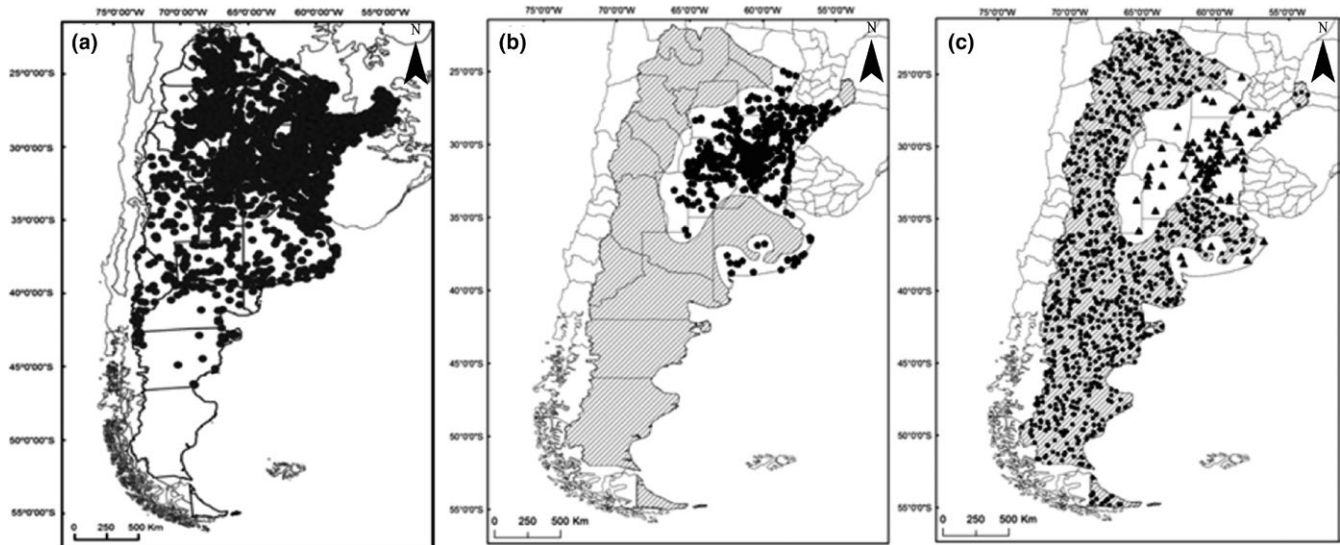 75°0'0"W 70°0'00"W 65°0'00"W 60°0'00"W 55°0'00"W
(a)
N
25°0'00"S
30°0'00"S
35°0'00"S
40°0'00"S
45°0'00"S
50°0'00"S
55°0'00"S
0 250 500 Km
75°0'0"W 70°0'0"W 65°0'0"W 60°0'0"W 55°0'0"W
(b)
N
25°0'0"S
30°0'0"S
35°0'0"S
40°0'0"S
45°0'0"S
50°0'0"S
55°0'0"S
0 250 500 Km
75°0'0"W 70°0'0"W 65°0'0"W 60°0'0"W 55°0'0"W
(c)
N
25°0'0"S
30°0'0"S
35°0'0"S
40°0'0"S
45°0'0"S
50°0'0"S
55°0'0"S
0 250 500 Km